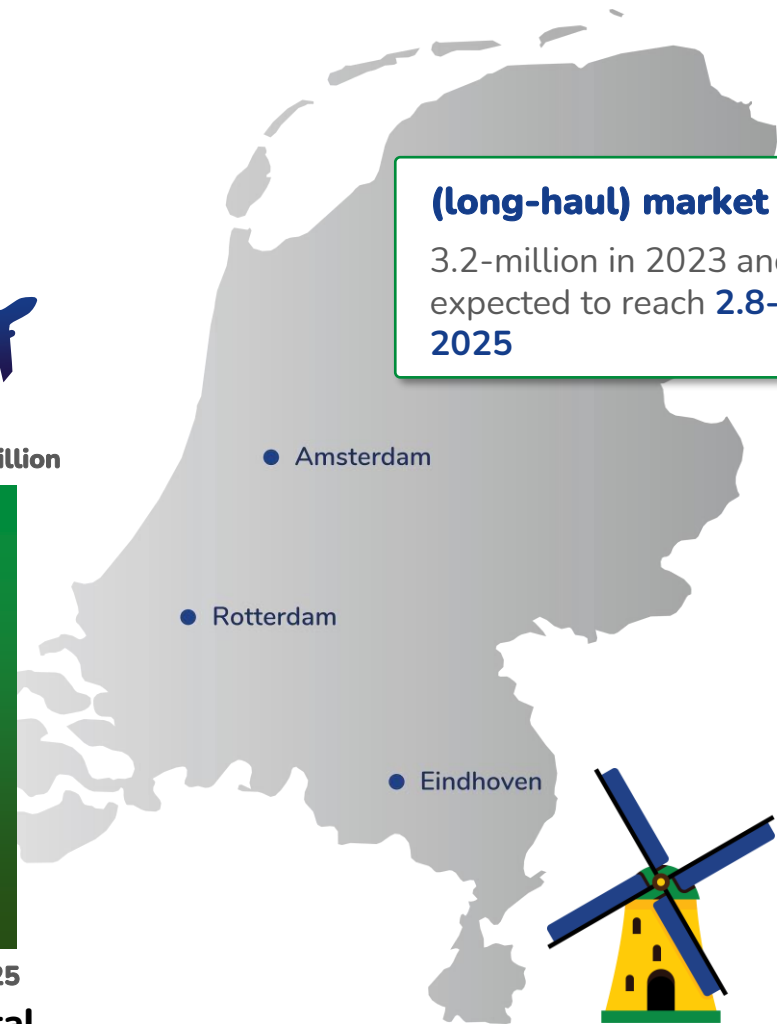 (long-haul) market
3.2-million in 2023 and
expected to reach 2.8-
2025
Amsterdam
illion
Rotterdam
Eindhoven
25